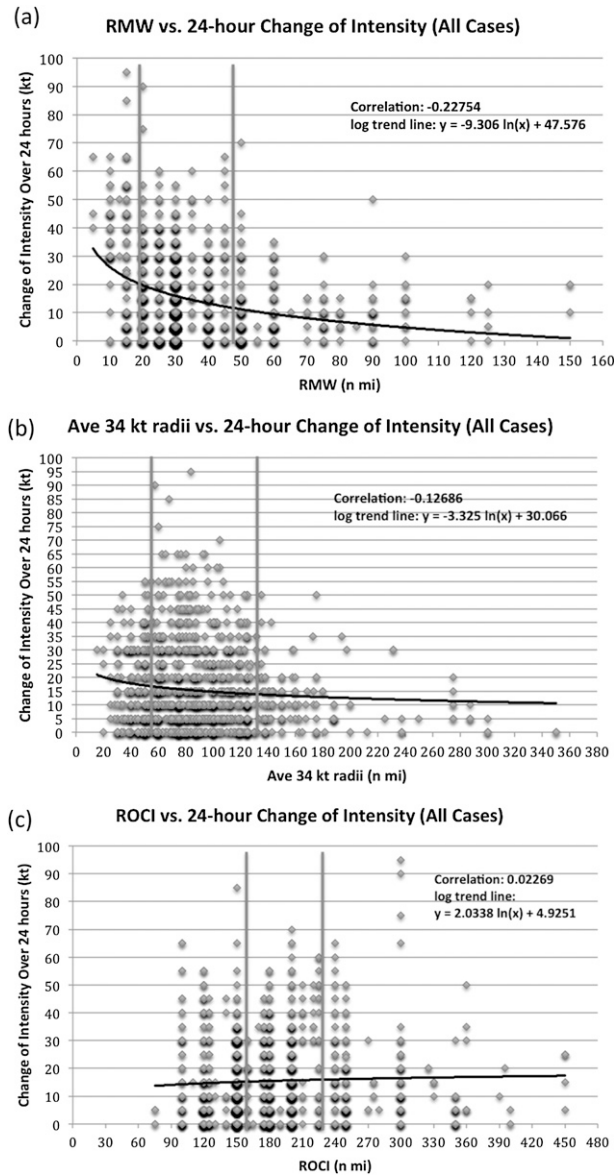 (a)
RMW vs. 24-hour Change of Intensity (All Cases)
Change of Intensity Over 24 hours (kt)
100
90
80
70
60
50
40
30
20
10
0
Correlation: -0.22754
log trend line: y = -9.306 ln(x) + 47.576
0 10 20 30 40 50 60 70 80 90 100 110 120 130 140 150 160
RMW (n mi)
(b)
Ave 34 kt radii vs. 24-hour Change of Intensity (All Cases)
Change of Intensity Over 24 hours (kt)
100
95
90
85
80
75
70
65
60
55
50
45
40
35
30
25
20
15
10
5
0
Correlation: -0.12686
log trend line: y = -3.325 ln(x) + 30.066
0 20 40 60 80 100 120 140 160 180 200 220 240 260 280 300 320 340 360 380
Ave 34 kt radii (n mi)
(c)
ROCI vs. 24-hour Change of Intensity (All Cases)
Change of Intensity Over 24 hours (kt)
100
90
80
70
60
50
40
30
20
10
0
Correlation: 0.02269
log trend line:
y = 2.0338 ln(x) + 4.9251
0 30 60 90 120 150 180 210 240 270 300 330 360 390 420 450 480
ROCI (n mi)